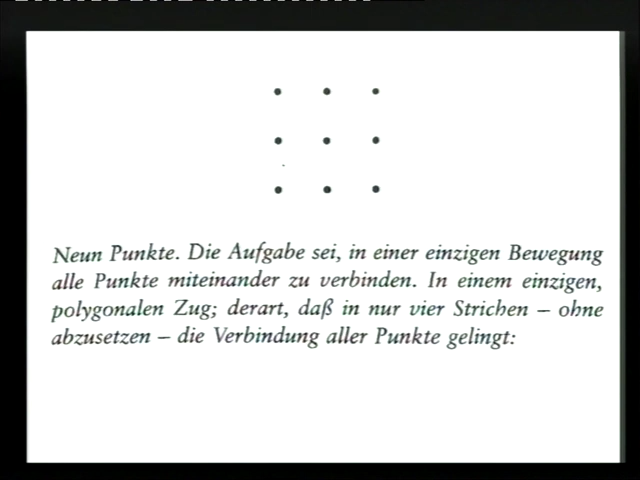 Neun Punkte. Die Aufgabe sei, in einer einzigen Bewegung
alle Punkte miteinander zu verbinden. In einem einzigen,
polygonalen Zug; derart, daß in nur vier Strichen – ohne
abzusetzen – die Verbindung aller Punkte gelingt: